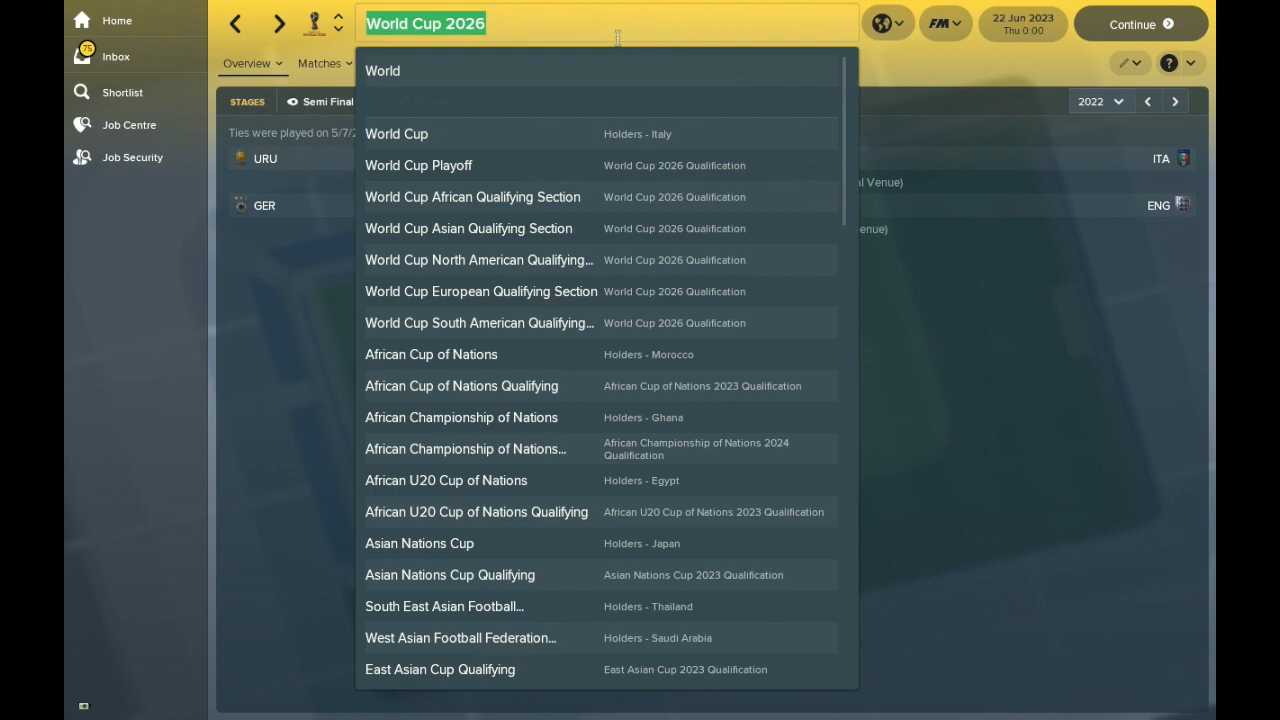 Home
75
Inbox
Shortlist
Job Centre
Job Security
World Cup 2026
FM
22 Jun 2023
Thu 0:00
Continue
Overview
Matches
?
STAGES
Semi Final
2022
Ties were played on 5/7/2
URU
ITA
al Venue)
GER
ENG
enue)
World
World Cup Holders - Italy
World Cup Playoff World Cup 2026 Qualification
World Cup African Qualifying Section World Cup 2026 Qualification
World Cup Asian Qualifying Section World Cup 2026 Qualification
World Cup North American Qualifying... World Cup 2026 Qualification
World Cup European Qualifying Section World Cup 2026 Qualification
World Cup South American Qualifying... World Cup 2026 Qualification
African Cup of Nations Holders - Morocco
African Cup of Nations Qualifying African Cup of Nations 2023 Qualification
African Championship of Nations Holders - Ghana
African Championship of Nations... African Championship of Nations 2024
Qualification
African U20 Cup of Nations Holders - Egypt
African U20 Cup of Nations Qualifying African U20 Cup of Nations 2023 Qualification
Asian Nations Cup Holders - Japan
Asian Nations Cup Qualifying Asian Nations Cup 2023 Qualification
South East Asian Football... Holders - Thailand
West Asian Football Federation... Holders - Saudi Arabia
East Asian Cup Qualifying East Asian Cup 2023 Qualification